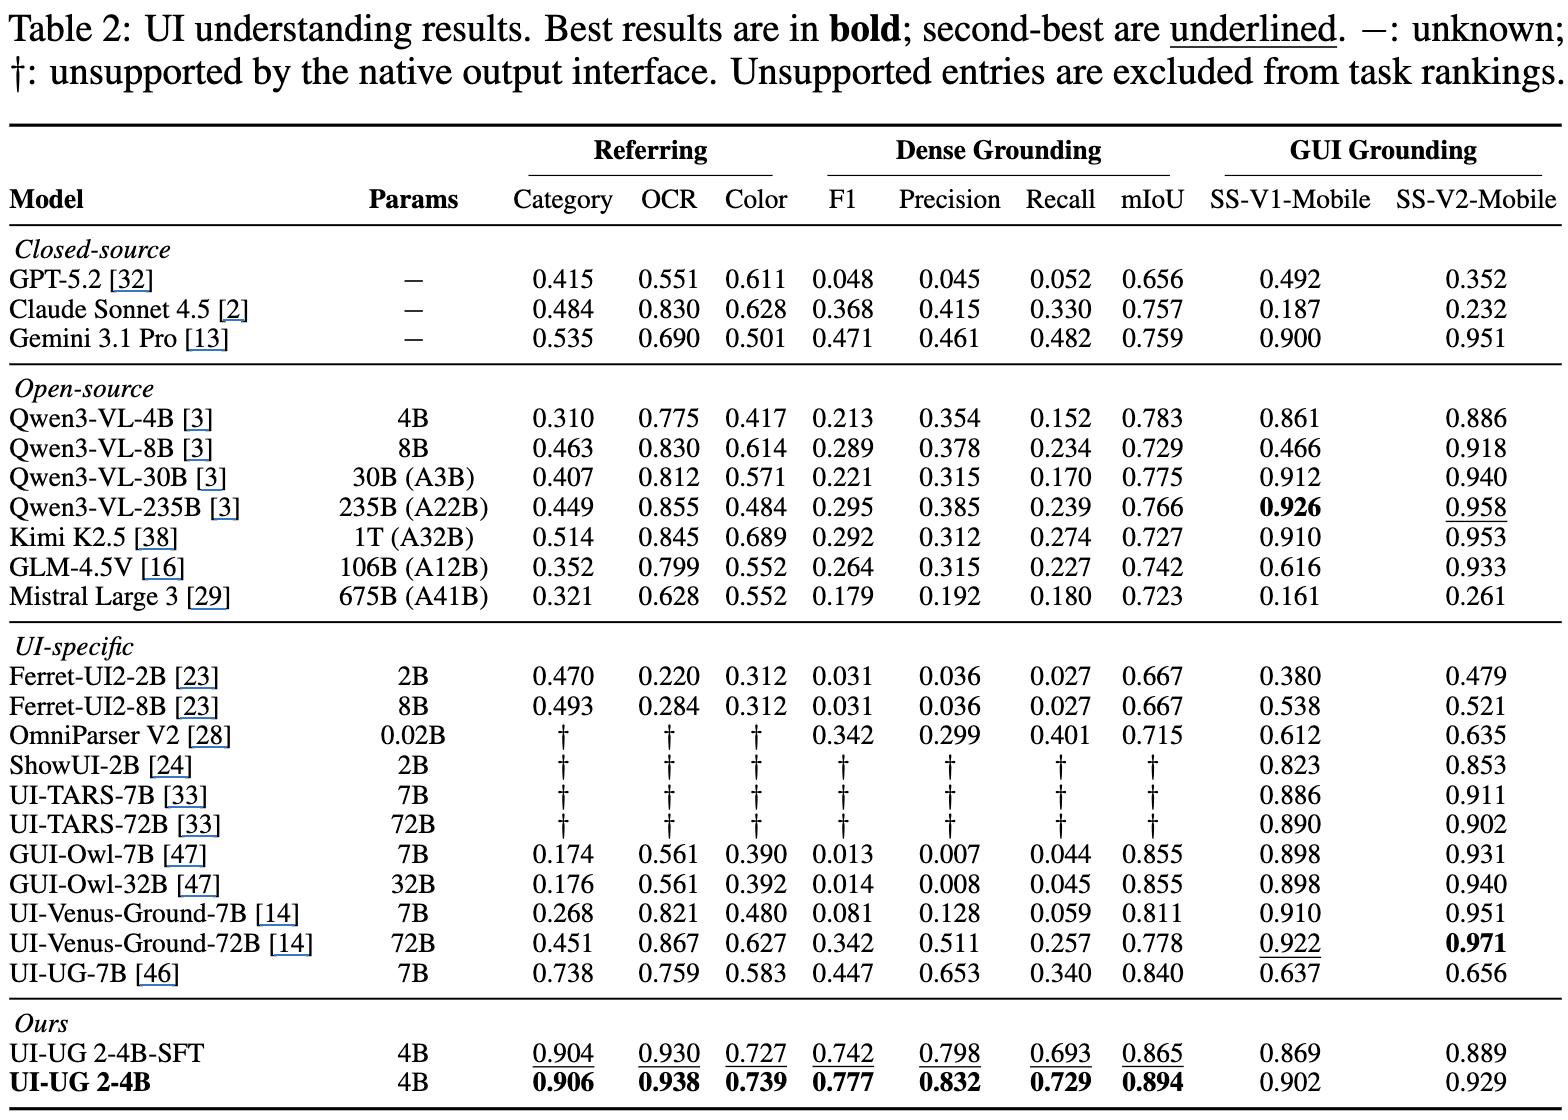 Table 2: UI understanding results. Best results are in bold; second-best are underlined. —: unknown;
†: unsupported by the native output interface. Unsupported entries are excluded from task rankings.
Referring Dense Grounding GUI Grounding
Model Params Category OCR Color F1 Precision Recall mIoU SS-V1-Mobile SS-V2-Mobile
Closed-source
GPT-5.2 [32] — 0.415 0.551 0.611 0.048 0.045 0.052 0.656 0.492 0.352
Claude Sonnet 4.5 [2] — 0.484 0.830 0.628 0.368 0.415 0.330 0.757 0.187 0.232
Gemini 3.1 Pro [13] — 0.535 0.690 0.501 0.471 0.461 0.482 0.759 0.900 0.951
Open-source
Qwen3-VL-4B [3] 4B 0.310 0.775 0.417 0.213 0.354 0.152 0.783 0.861 0.886
Qwen3-VL-8B [3] 8B 0.463 0.830 0.614 0.289 0.378 0.234 0.729 0.466 0.918
Qwen3-VL-30B [3] 30B (A3B) 0.407 0.812 0.571 0.221 0.315 0.170 0.775 0.912 0.940
Qwen3-VL-235B [3] 235B (A22B) 0.449 0.855 0.484 0.295 0.385 0.239 0.766 0.926 0.958
Kimi K2.5 [38] 1T (A32B) 0.514 0.845 0.689 0.292 0.312 0.274 0.727 0.910 0.953
GLM-4.5V [16] 106B (A12B) 0.352 0.799 0.552 0.264 0.315 0.227 0.742 0.616 0.933
Mistral Large 3 [29] 675B (A41B) 0.321 0.628 0.552 0.179 0.192 0.180 0.723 0.161 0.261
UI-specific
Ferret-UI2-2B [23] 2B 0.470 0.220 0.312 0.031 0.036 0.027 0.667 0.380 0.479
Ferret-UI2-8B [23] 8B 0.493 0.284 0.312 0.031 0.036 0.027 0.667 0.538 0.521
OmniParser V2 [28] 0.02B † † † 0.342 0.299 0.401 0.715 0.612 0.635
ShowUI-2B [24] 2B † † † † † † † 0.823 0.853
UI-TARS-7B [33] 7B † † † † † † † 0.886 0.911
UI-TARS-72B [33] 72B † † † † † † † 0.890 0.902
GUI-Owl-7B [47] 7B 0.174 0.561 0.390 0.013 0.007 0.044 0.855 0.898 0.931
GUI-Owl-32B [47] 32B 0.176 0.561 0.392 0.014 0.008 0.045 0.855 0.898 0.940
UI-Venus-Ground-7B [14] 7B 0.268 0.821 0.480 0.081 0.128 0.059 0.811 0.910 0.951
UI-Venus-Ground-72B [14] 72B 0.451 0.867 0.627 0.342 0.511 0.257 0.778 0.922 0.971
UI-UG-7B [46] 7B 0.738 0.759 0.583 0.447 0.653 0.340 0.840 0.637 0.656
Ours
UI-UG 2-4B-SFT 4B 0.904 0.930 0.727 0.742 0.798 0.693 0.865 0.869 0.889
UI-UG 2-4B 4B 0.906 0.938 0.739 0.777 0.832 0.729 0.894 0.902 0.929